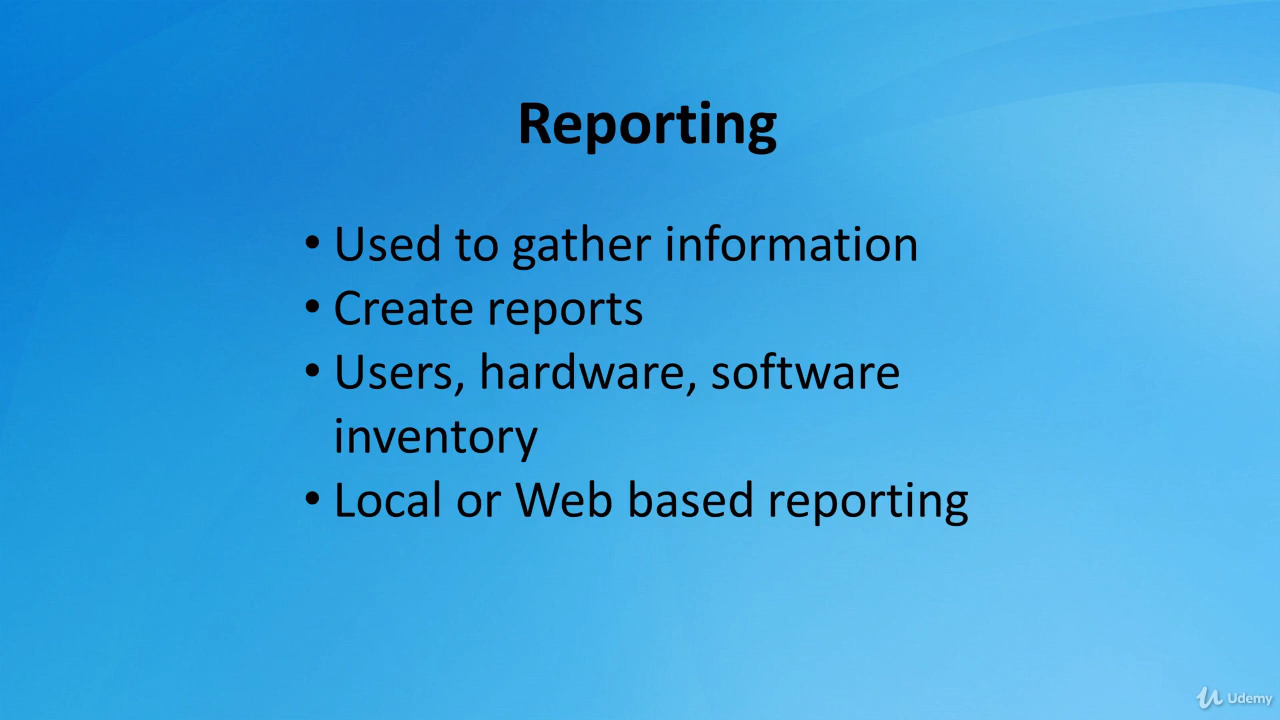 Reporting
• Used to gather information
• Create reports
• Users, hardware, software
inventory
• Local or Web based reporting
Udemy